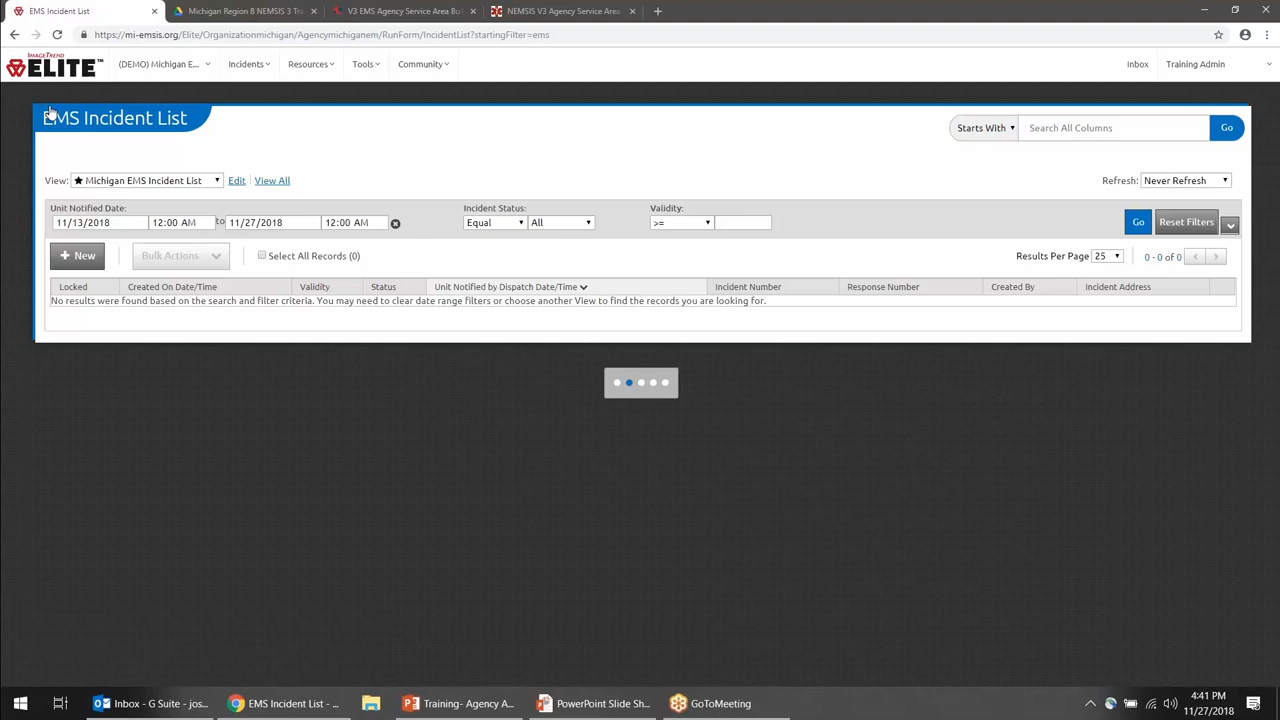 EMS Incident List
Michigan Region 8 NEMSIS 3 Tra
V3 EMS Agency Service Area Bu
NEMSIS V3 Agency Service Area
https://mi-emsis.org/Elite/Organizationmichigan/Agencymichiganem/RunForm/IncidentList?startingFilter=ems
IMAGETREND
ELITE™ (DEMO) Michigan E... Incidents Resources Tools Community Inbox Training Admin
EMS Incident List
Starts With Search All Columns Go
View: ★ Michigan EMS Incident List Edit View All Refresh: Never Refresh
Unit Notified Date: Incident Status: Validity:
11/13/2018 12:00 AM to 11/27/2018 12:00 AM Equal All >= Go Reset Filters
+ New Bulk Actions Select All Records (0) Results Per Page 25 0 - 0 of 0
Locked Created On Date/Time Validity Status Unit Notified by Dispatch Date/Time Incident Number Response Number Created By Incident Address
No results were found based on the search and filter criteria. You may need to clear date range filters or choose another View to find the records you are looking for.
Inbox - G Suite - jos... EMS Incident List - ... Training- Agency A... PowerPoint Slide Sh... GoToMeeting
4:41 PM
11/27/2018